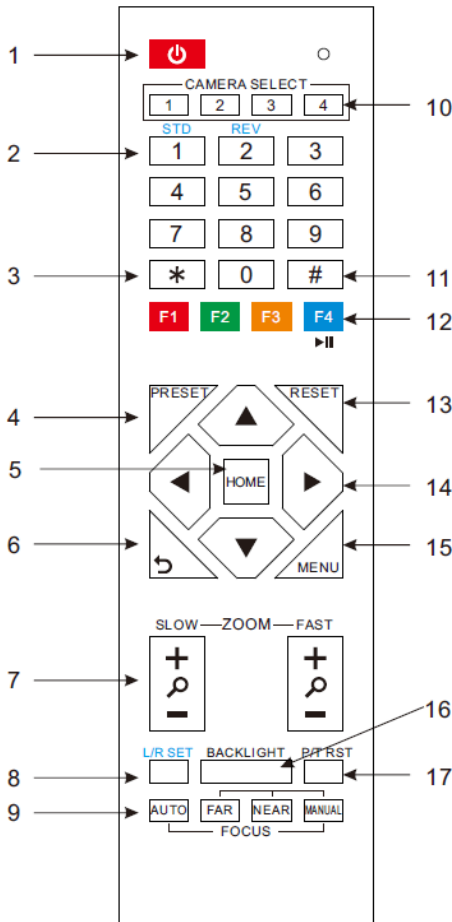 1
CAMERA SELECT
1 2 3 4 10
STD REV
2 1 2 3
4 5 6
7 8 9
3 * 0 # 11
F1 F2 F3 F4 12
PRESET RESET
4 13
5 HOME 14
6 15
MENU
SLOW ZOOM FAST
+ +
7
− −
16
L/R SET BACKLIGHT P/T RST
8 17
9 AUTO FAR NEAR MANUAL
FOCUS